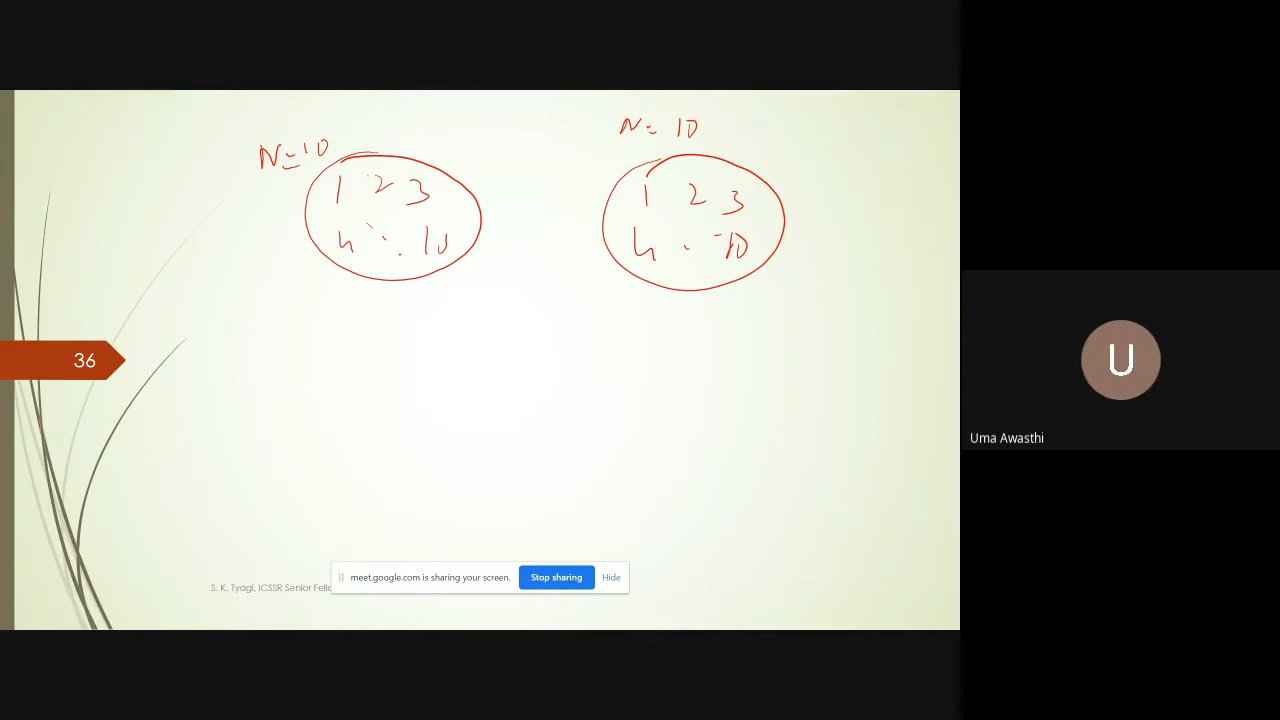 N=10
N=10
1 2 3
1 2 3
4 . . 10
4 . - 10
36
U
Uma Awasthi
meet.google.com is sharing your screen. Stop sharing Hide
S. K. Tyagi, ICSSR Senior